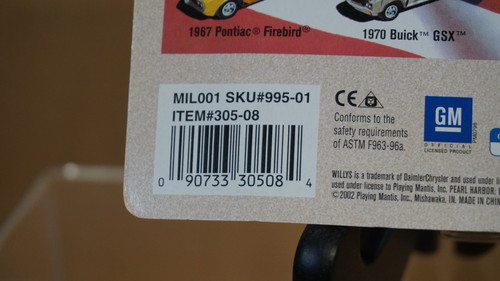 1967 Pontiac® Firebird®
1970 Buick™ GSX™
MIL001 SKU#995-01
ITEM#305-08
0 90733 30508 4
CE
Conforms to the
safety requirements
of ASTM F963-96a.
GM
OFFICIAL
LICENSED PRODUCT
WILLYS is a trademark of DaimlerChrysler and used
used under license to Playing Mantis, Inc. PEARL HARBOR:
© 2002 Playing Mantis, Inc. Mishawaka, IN. MADE IN CHIN